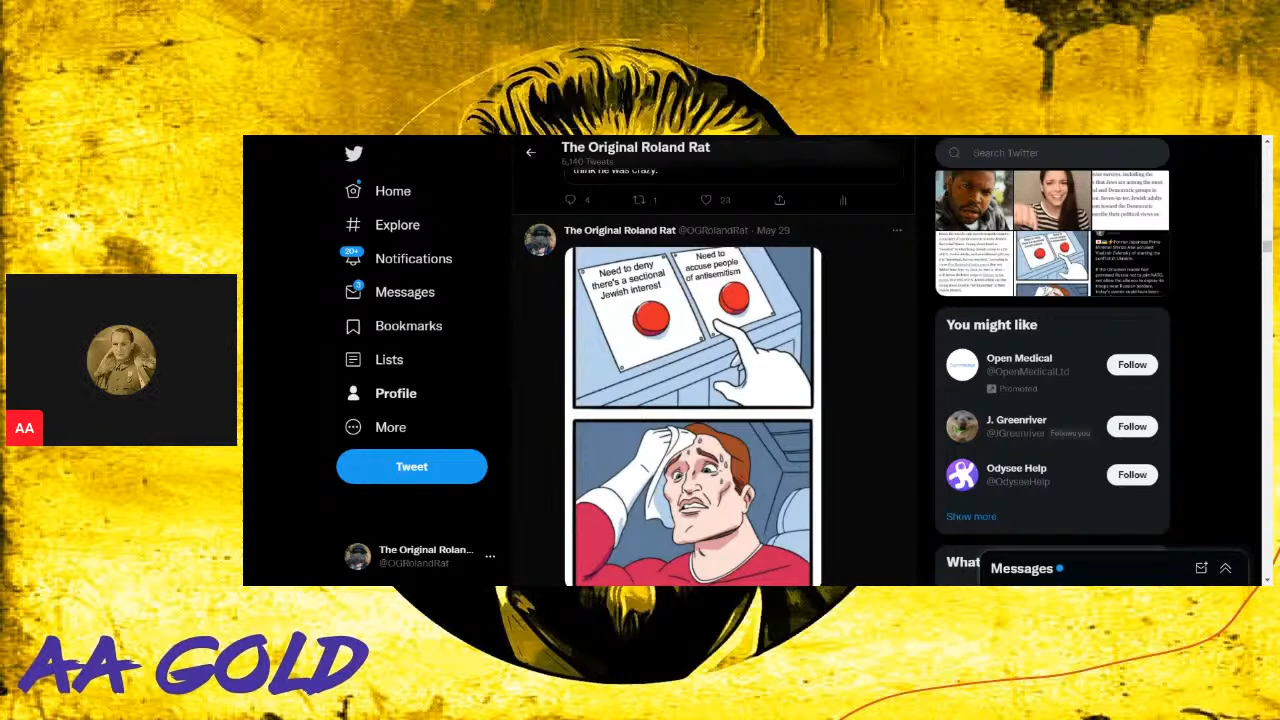 The Original Roland Rat
5,140 Tweets
think he was crazy.
4
1
23
The Original Roland Rat @OGRolandRat · May 29
Need to deny
there's a sectional
Jewish interest
Need to
accuse people
of antisemitism
Home
Explore
20+
Notifications
3
Messages
Bookmarks
Lists
Profile
More
Tweet
The Original Rolan...
@OGRolandRat
Search Twitter
You might like
Open Medical
@OpenMedicalLtd
Promoted
Follow
J. Greenriver
@JGreenriver Follows you
Follow
Odysee Help
@OdyseeHelp
Follow
Show more
What
Messages
AA
AA GOLD